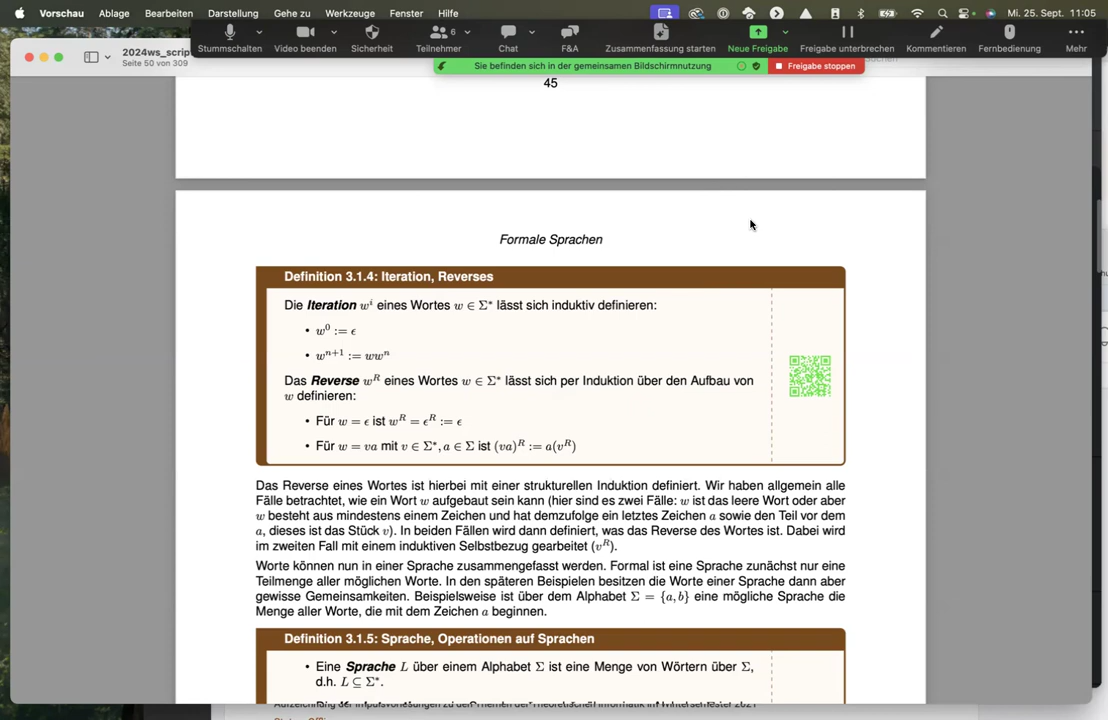 Vorschau Ablage Bearbeiten Darstellung Gehe zu Werkzeuge Fenster Hilfe Mi. 25. Sept. 11:05
2024ws_scrip
Seite 50 von 309
Stummschalten Video beenden Sicherheit Teilnehmer 6 Chat F&A Zusammenfassung starten Neue Freigabe Freigabe unterbrechen Kommentieren Fernbedienung Mehr
Sie befinden sich in der gemeinsamen Bildschirmnutzung Freigabe stoppen
45
Formale Sprachen
Definition 3.1.4: Iteration, Reverses
Die Iteration wⁱ eines Wortes w ∈ Σ* lässt sich induktiv definieren:
• w⁰ := ϵ
• wⁿ⁺¹ := wwⁿ
Das Reverse wᴿ eines Wortes w ∈ Σ* lässt sich per Induktion über den Aufbau von
w definieren:
• Für w = ϵ ist wᴿ = ϵᴿ := ϵ
• Für w = va mit v ∈ Σ*, a ∈ Σ ist (va)ᴿ := a(vᴿ)
Das Reverse eines Wortes ist hierbei mit einer strukturellen Induktion definiert. Wir haben allgemein alle
Fälle betrachtet, wie ein Wort w aufgebaut sein kann (hier sind es zwei Fälle: w ist das leere Wort oder aber
w besteht aus mindestens einem Zeichen und hat demzufolge ein letztes Zeichen a sowie den Teil vor dem
a, dieses ist das Stück v). In beiden Fällen wird dann definiert, was das Reverse des Wortes ist. Dabei wird
im zweiten Fall mit einem induktiven Selbstbezug gearbeitet (vᴿ).
Worte können nun in einer Sprache zusammengefasst werden. Formal ist eine Sprache zunächst nur eine
Teilmenge aller möglichen Worte. In den späteren Beispielen besitzen die Worte einer Sprache dann aber
gewisse Gemeinsamkeiten. Beispielsweise ist über dem Alphabet Σ = {a, b} eine mögliche Sprache die
Menge aller Worte, die mit dem Zeichen a beginnen.
Definition 3.1.5: Sprache, Operationen auf Sprachen
• Eine Sprache L über einem Alphabet Σ ist eine Menge von Wörtern über Σ,
d.h. L ⊆ Σ*.